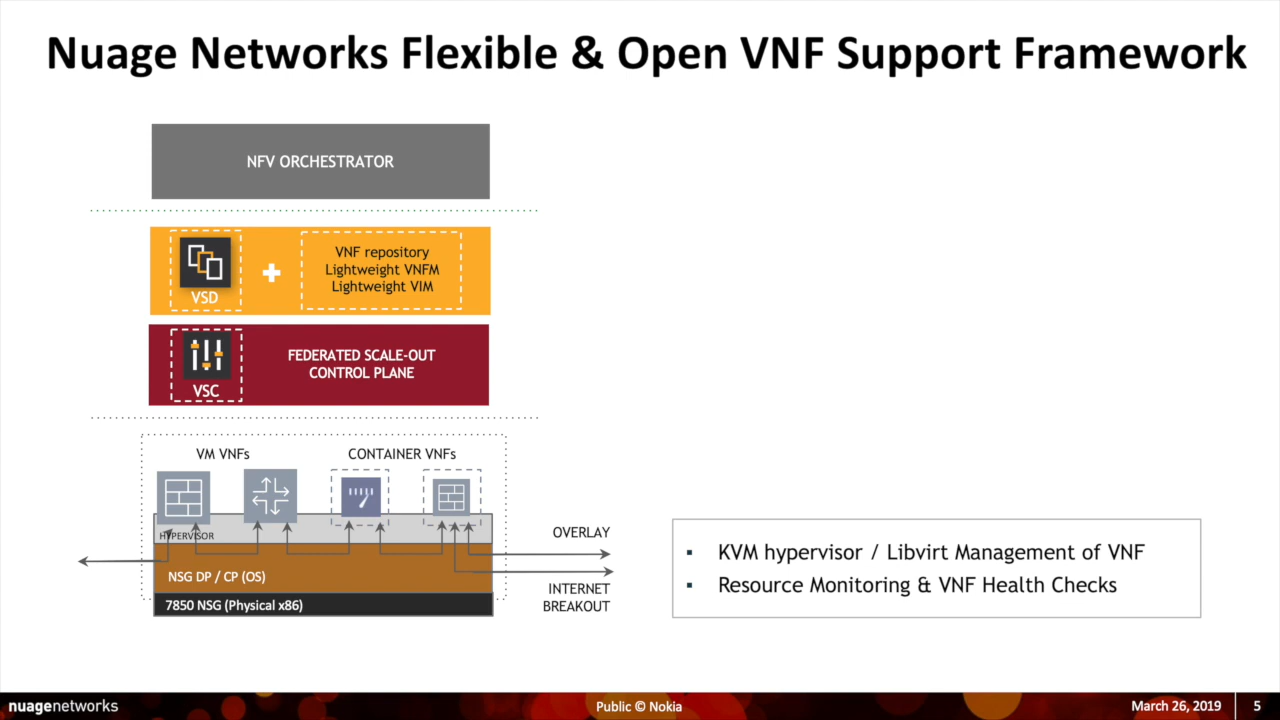 Nuage Networks Flexible & Open VNF Support Framework
NFV ORCHESTRATOR
VSD
VNF repository
Lightweight VNFM
Lightweight VIM
VSC
FEDERATED SCALE-OUT
CONTROL PLANE
VM VNFs
CONTAINER VNFs
HYPERVISOR
OVERLAY
NSG DP / CP (OS)
INTERNET
BREAKOUT
7850 NSG (Physical x86)
▪ KVM hypervisor / Libvirt Management of VNF
▪ Resource Monitoring & VNF Health Checks
nuagenetworks
Public © Nokia
March 26, 2019
5